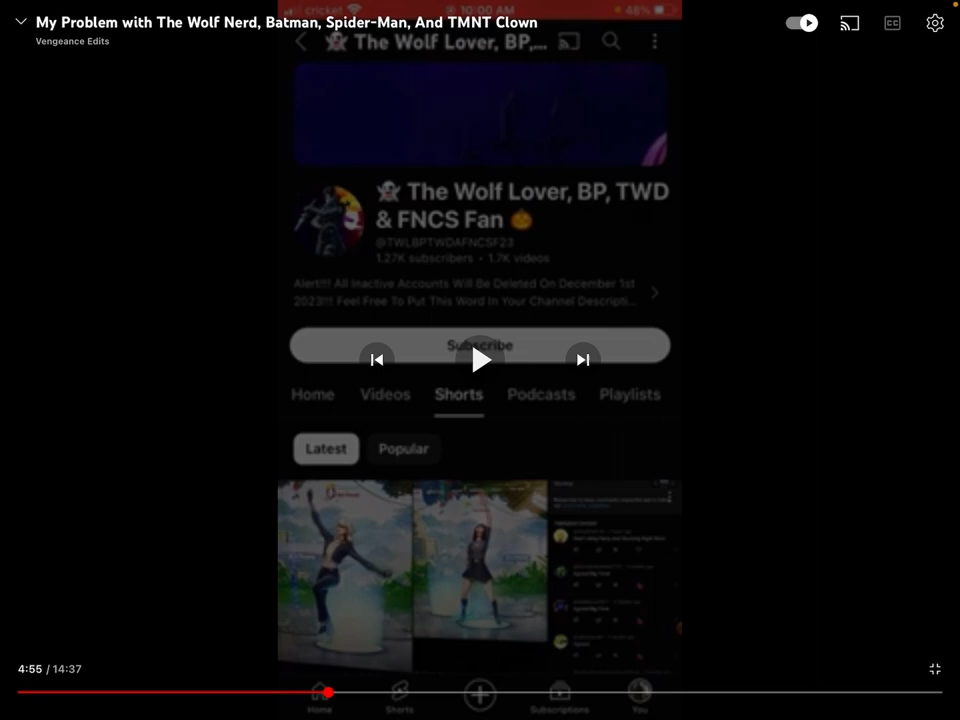 My Problem with The Wolf Nerd, Batman, Spider-Man, And TMNT Clown
Vengeance Edits
cricket 10:00 AM 48%
The Wolf Lover, BP,...
The Wolf Lover, BP, TWD
& FNCS Fan
@TWLBPTWDAFNCSF23
1.27K subscribers • 1.7K videos
Alert!!! All Inactive Accounts Will Be Deleted On December 1st
2023!!! Feel Free To Put This Word In Your Channel Descripti...
Subscribe
Home Videos Shorts Podcasts Playlists
Latest Popular
4:55 / 14:37
Home Shorts Subscriptions You